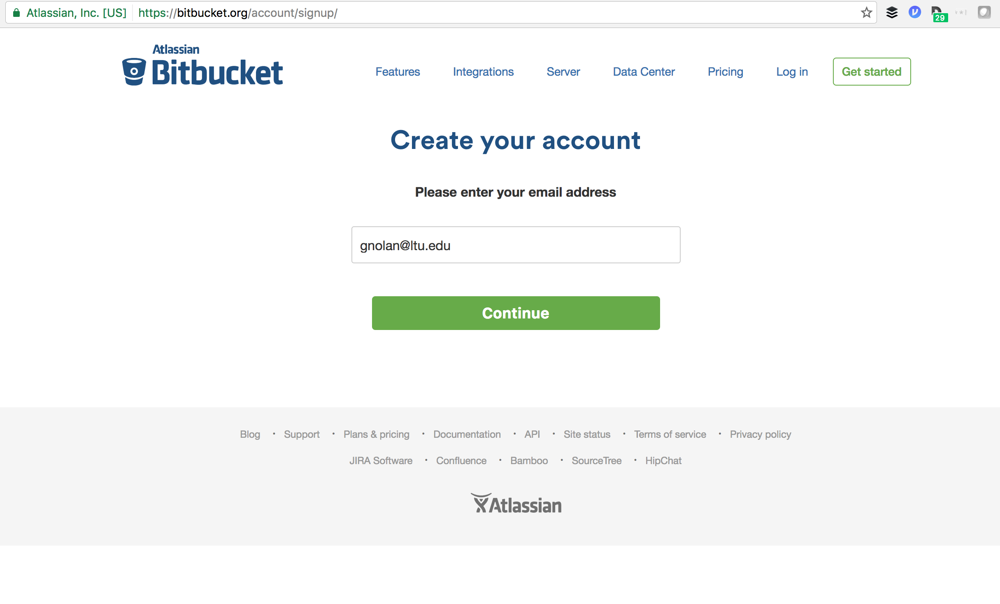 Atlassian, Inc. [US] https://bitbucket.org/account/signup/
29
Atlassian
Bitbucket
Features Integrations Server Data Center Pricing Log in Get started
Create your account
Please enter your email address
gnolan@ltu.edu
Continue
Blog · Support · Plans & pricing · Documentation · API · Site status · Terms of service · Privacy policy
JIRA Software · Confluence · Bamboo · SourceTree · HipChat
Atlassian